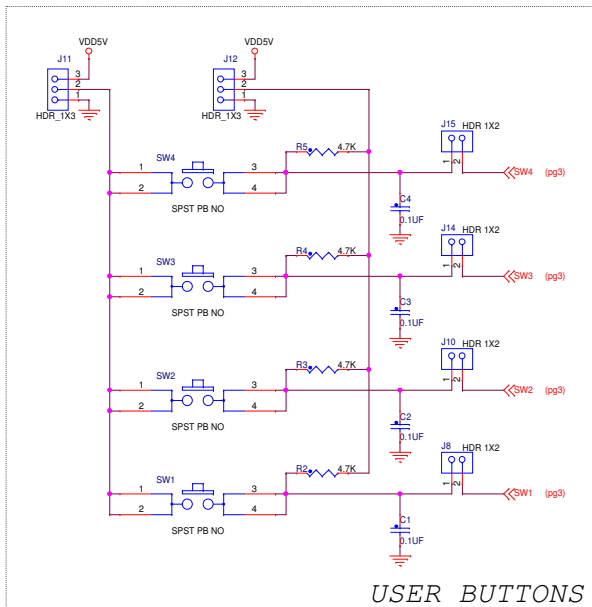 J11 VDD5V J12 VDD5V
3 3
2 2
1 1
HDR_1X3 HDR_1X3
J15 HDR 1X2
SW4 R5 4.7K
1 3 1 2 SW4 (pg3)
2 4
C4
SPST PB NO 0.1UF
J14 HDR 1X2
SW3 R4 4.7K
1 3 1 2 SW3 (pg3)
2 4
C3
SPST PB NO 0.1UF
J10 HDR 1X2
SW2 R3 4.7K
1 3 1 2 SW2 (pg3)
2 4
C2
SPST PB NO 0.1UF
J8 HDR 1X2
SW1 R2 4.7K
1 3 1 2 SW1 (pg3)
2 4
C1
SPST PB NO 0.1UF
USER BUTTONS